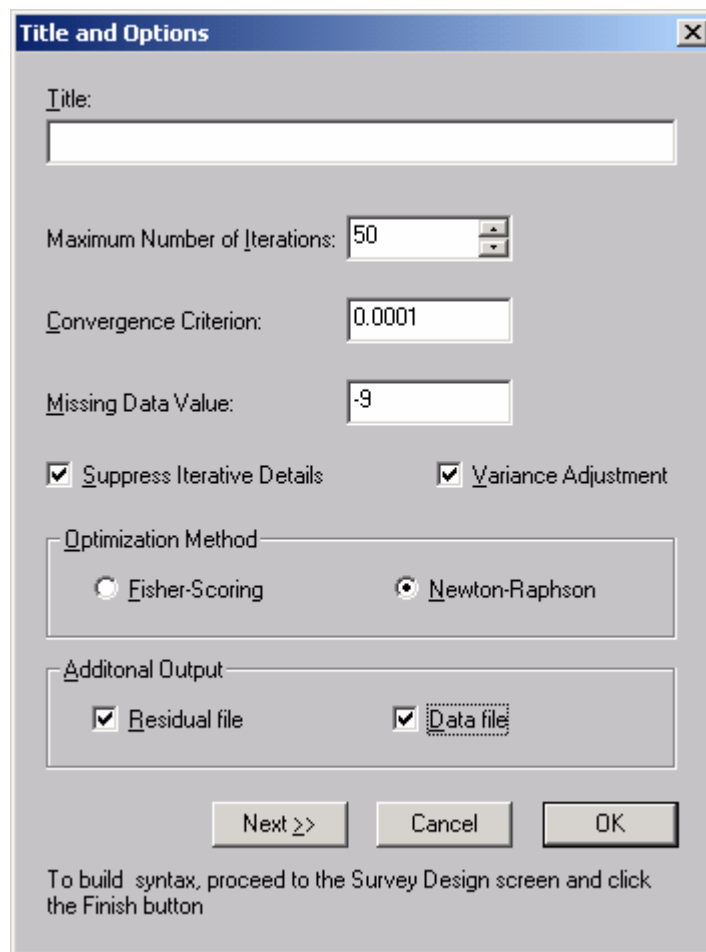 Title and Options
Title:
Maximum Number of Iterations: 50
Convergence Criterion: 0.0001
Missing Data Value: -9
Suppress Iterative Details Variance Adjustment
Optimization Method
Fisher-Scoring Newton-Raphson
Additonal Output
Residual file Data file
Next >> Cancel OK
To build syntax, proceed to the Survey Design screen and click
the Finish button